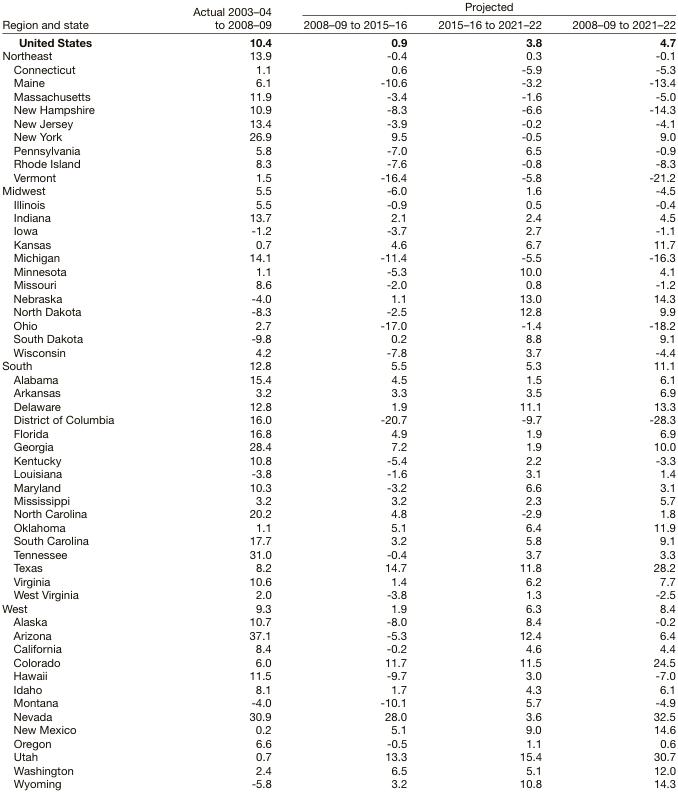 Projected
Actual 2003–04
Region and state to 2008–09 2008–09 to 2015–16 2015–16 to 2021–22 2008–09 to 2021–22
United States 10.4 0.9 3.8 4.7
Northeast 13.9 -0.4 0.3 -0.1
Connecticut 1.1 0.6 -5.9 -5.3
Maine 6.1 -10.6 -3.2 -13.4
Massachusetts 11.9 -3.4 -1.6 -5.0
New Hampshire 10.9 -8.3 -6.6 -14.3
New Jersey 13.4 -3.9 -0.2 -4.1
New York 26.9 9.5 -0.5 9.0
Pennsylvania 5.8 -7.0 6.5 -0.9
Rhode Island 8.3 -7.6 -0.8 -8.3
Vermont 1.5 -16.4 -5.8 -21.2
Midwest 5.5 -6.0 1.6 -4.5
Illinois 5.5 -0.9 0.5 -0.4
Indiana 13.7 2.1 2.4 4.5
Iowa -1.2 -3.7 2.7 -1.1
Kansas 0.7 4.6 6.7 11.7
Michigan 14.1 -11.4 -5.5 -16.3
Minnesota 1.1 -5.3 10.0 4.1
Missouri 8.6 -2.0 0.8 -1.2
Nebraska -4.0 1.1 13.0 14.3
North Dakota -8.3 -2.5 12.8 9.9
Ohio 2.7 -17.0 -1.4 -18.2
South Dakota -9.8 0.2 8.8 9.1
Wisconsin 4.2 -7.8 3.7 -4.4
South 12.8 5.5 5.3 11.1
Alabama 15.4 4.5 1.5 6.1
Arkansas 3.2 3.3 3.5 6.9
Delaware 12.8 1.9 11.1 13.3
District of Columbia 16.0 -20.7 -9.7 -28.3
Florida 16.8 4.9 1.9 6.9
Georgia 28.4 7.2 1.9 10.0
Kentucky 10.8 -5.4 2.2 -3.3
Louisiana -3.8 -1.6 3.1 1.4
Maryland 10.3 -3.2 6.6 3.1
Mississippi 3.2 3.2 2.3 5.7
North Carolina 20.2 4.8 -2.9 1.8
Oklahoma 1.1 5.1 6.4 11.9
South Carolina 17.7 3.2 5.8 9.1
Tennessee 31.0 -0.4 3.7 3.3
Texas 8.2 14.7 11.8 28.2
Virginia 10.6 1.4 6.2 7.7
West Virginia 2.0 -3.8 1.3 -2.5
West 9.3 1.9 6.3 8.4
Alaska 10.7 -8.0 8.4 -0.2
Arizona 37.1 -5.3 12.4 6.4
California 8.4 -0.2 4.6 4.4
Colorado 6.0 11.7 11.5 24.5
Hawaii 11.5 -9.7 3.0 -7.0
Idaho 8.1 1.7 4.3 6.1
Montana -4.0 -10.1 5.7 -4.9
Nevada 30.9 28.0 3.6 32.5
New Mexico 0.2 5.1 9.0 14.6
Oregon 6.6 -0.5 1.1 0.6
Utah 0.7 13.3 15.4 30.7
Washington 2.4 6.5 5.1 12.0
Wyoming -5.8 3.2 10.8 14.3